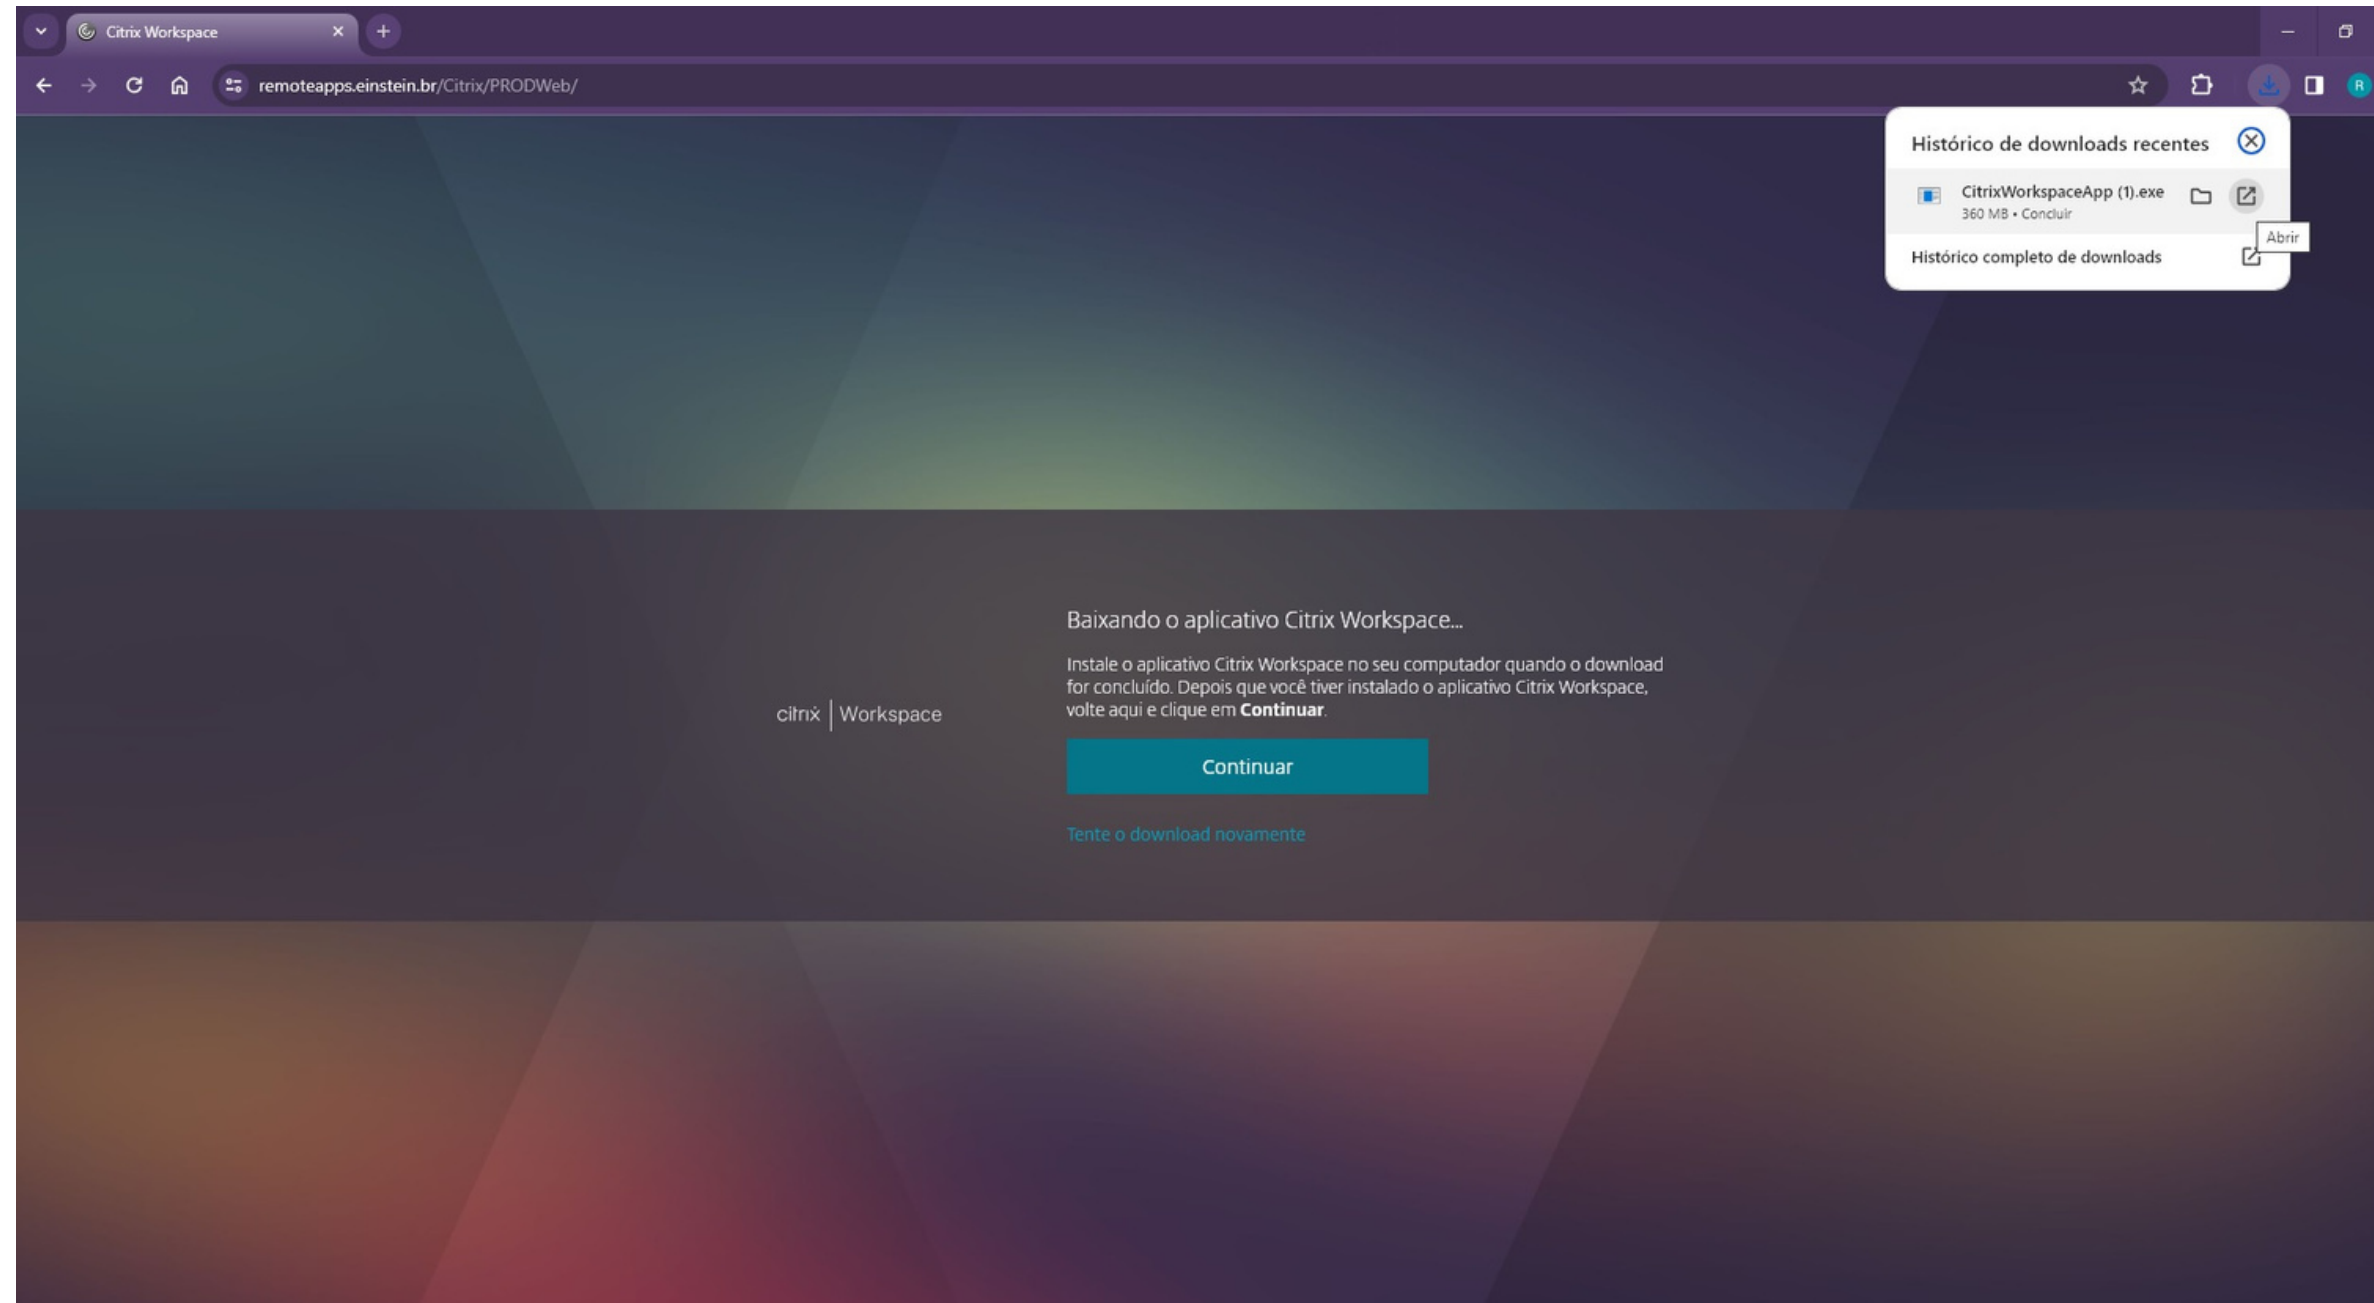 Citrix Workspace
remoteapps.einstein.br/Citrix/PRODWeb/
R
Histórico de downloads recentes
CitrixWorkspaceApp (1).exe
360 MB • Concluir
Abrir
Histórico completo de downloads
citrix | Workspace
Baixando o aplicativo Citrix Workspace...
Instale o aplicativo Citrix Workspace no seu computador quando o download
for concluído. Depois que você tiver instalado o aplicativo Citrix Workspace,
volte aqui e clique em Continuar.
Continuar
Tente o download novamente